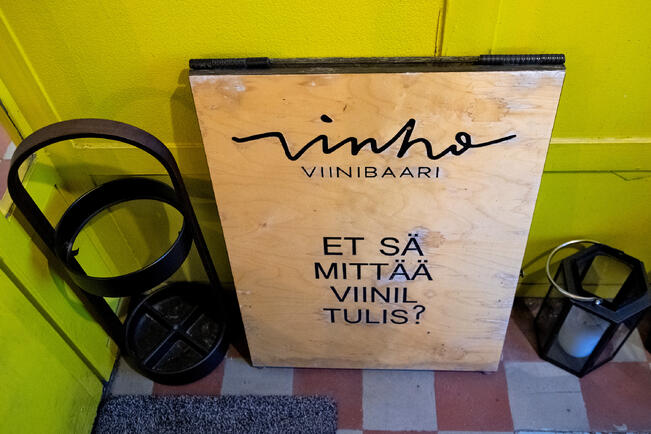 vinho
VIINIBAARI
ET SÄ
MITTÄÄ
VIINIL
TULIS?